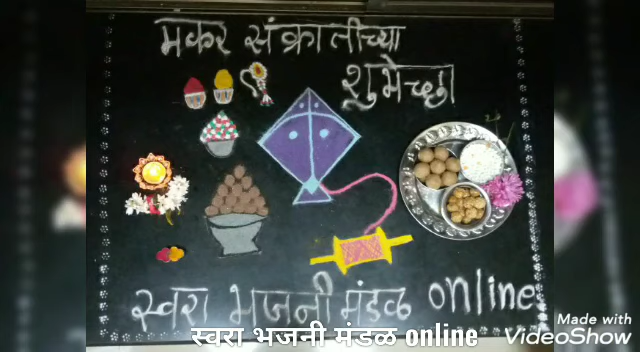 मकर संक्रांतीच्या
शुभेच्छा
स्वरा भजनी मंडळ online
स्वरा भजनी मंडळ online
Made with
VideoShow